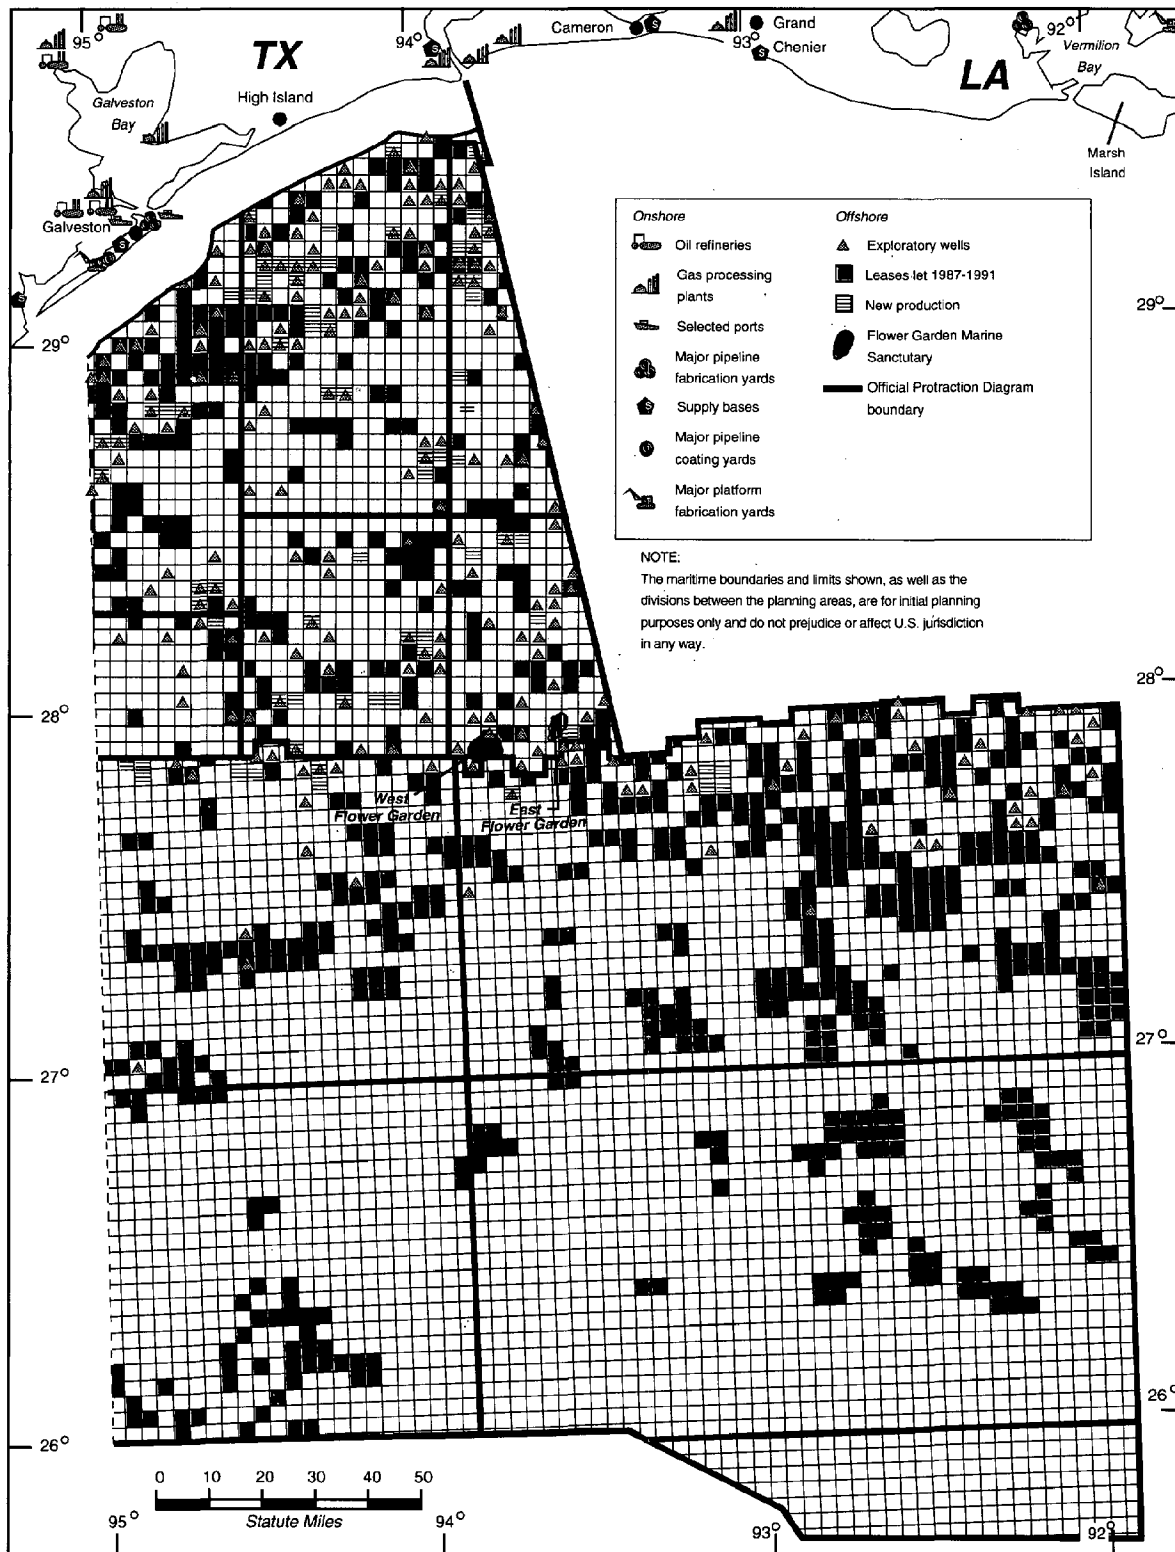 95°
94°
93°
92°
TX
LA
Cameron
Grand
Chenier
Vermilion
Bay
Galveston
Bay
High Island
Marsh
Island
Galveston
Onshore
Oil refineries
Gas processing
plants
Selected ports
Major pipeline
fabrication yards
Supply bases
Major pipeline
coating yards
Major platform
fabrication yards
Offshore
Exploratory wells
Leases let 1987-1991
New production
Flower Garden Marine
Sanctutary
Official Protraction Diagram
boundary
29°
29°
NOTE:
The maritime boundaries and limits shown, as well as the
divisions between the planning areas, are for initial planning
purposes only and do not prejudice or affect U.S. jurisdiction
in any way.
28°
28°
West
Flower Garden
East
Flower Garden
27°
27°
26°
26°
0 10 20 30 40 50
Statute Miles
95°
94°
93°
92°